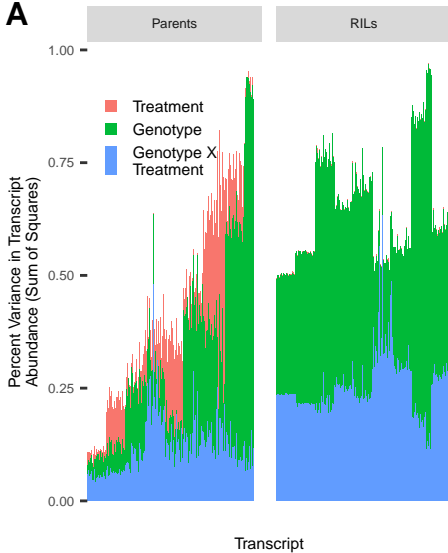 A
Parents
RILs
1.00
0.75
0.50
0.25
0.00
Percent Variance in Transcript
Abundance (Sum of Squares)
Treatment
Genotype
Genotype X
Treatment
Transcript